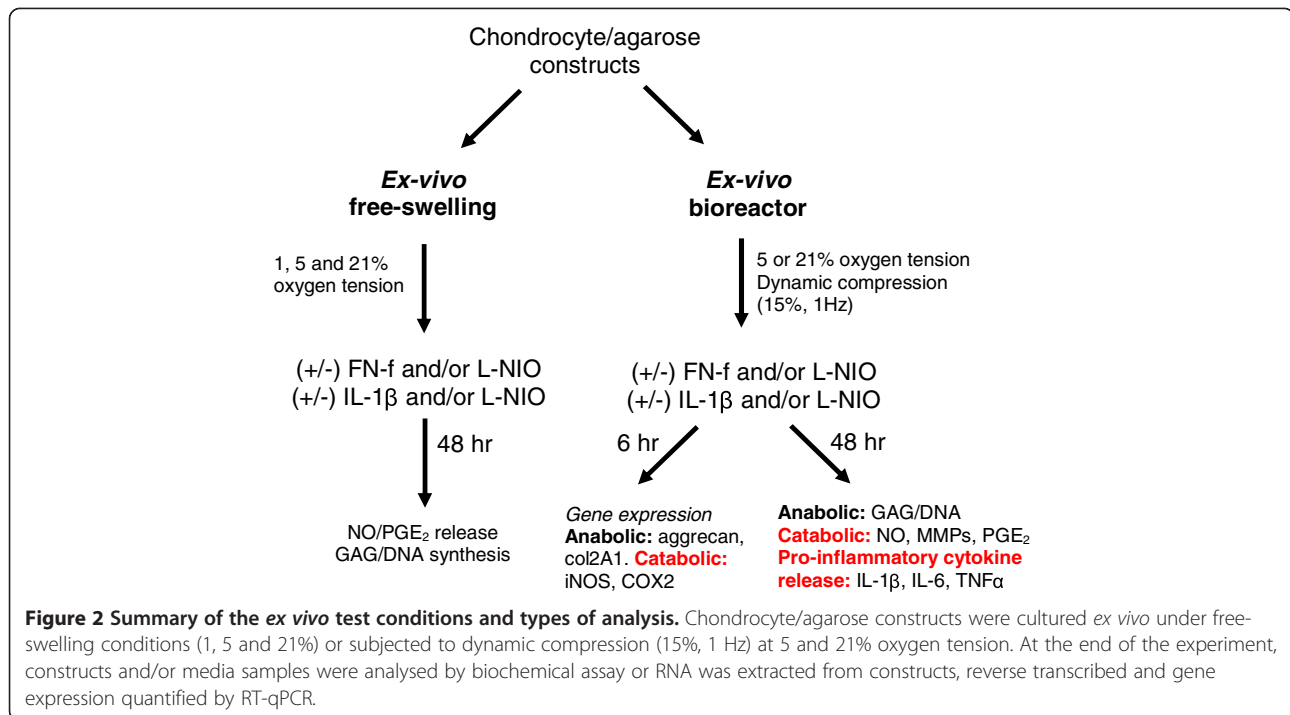 Chondrocyte/agarose
constructs
Ex-vivo
free-swelling
Ex-vivo
bioreactor
1, 5 and 21%
oxygen tension
5 or 21% oxygen tension
Dynamic compression
(15%, 1Hz)
(+/-) FN-f and/or L-NIO
(+/-) IL-1β and/or L-NIO
(+/-) FN-f and/or L-NIO
(+/-) IL-1β and/or L-NIO
48 hr
6 hr
48 hr
NO/PGE₂ release
GAG/DNA synthesis
Gene expression
Anabolic: aggrecan,
col2A1. Catabolic:
iNOS, COX2
Anabolic: GAG/DNA
Catabolic: NO, MMPs, PGE₂
Pro-inflammatory cytokine
release: IL-1β, IL-6, TNFα
Figure 2 Summary of the ex vivo test conditions and types of analysis. Chondrocyte/agarose constructs were cultured ex vivo under free-
swelling conditions (1, 5 and 21%) or subjected to dynamic compression (15%, 1 Hz) at 5 and 21% oxygen tension. At the end of the experiment,
constructs and/or media samples were analysed by biochemical assay or RNA was extracted from constructs, reverse transcribed and gene
expression quantified by RT-qPCR.